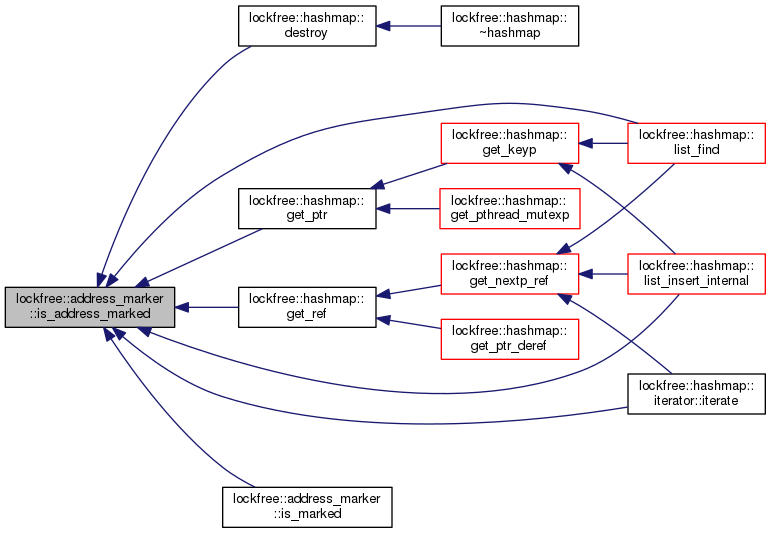 lockfree::hashmap::
destroy
lockfree::hashmap::
~hashmap
lockfree::hashmap::
get_keyp
lockfree::hashmap::
list_find
lockfree::hashmap::
get_ptr
lockfree::hashmap::
get_pthread_mutexp
lockfree::address_marker
::is_address_marked
lockfree::hashmap::
get_ref
lockfree::hashmap::
get_nextp_ref
lockfree::hashmap::
list_insert_internal
lockfree::hashmap::
get_ptr_deref
lockfree::hashmap::
iterator::iterate
lockfree::address_marker
::is_marked